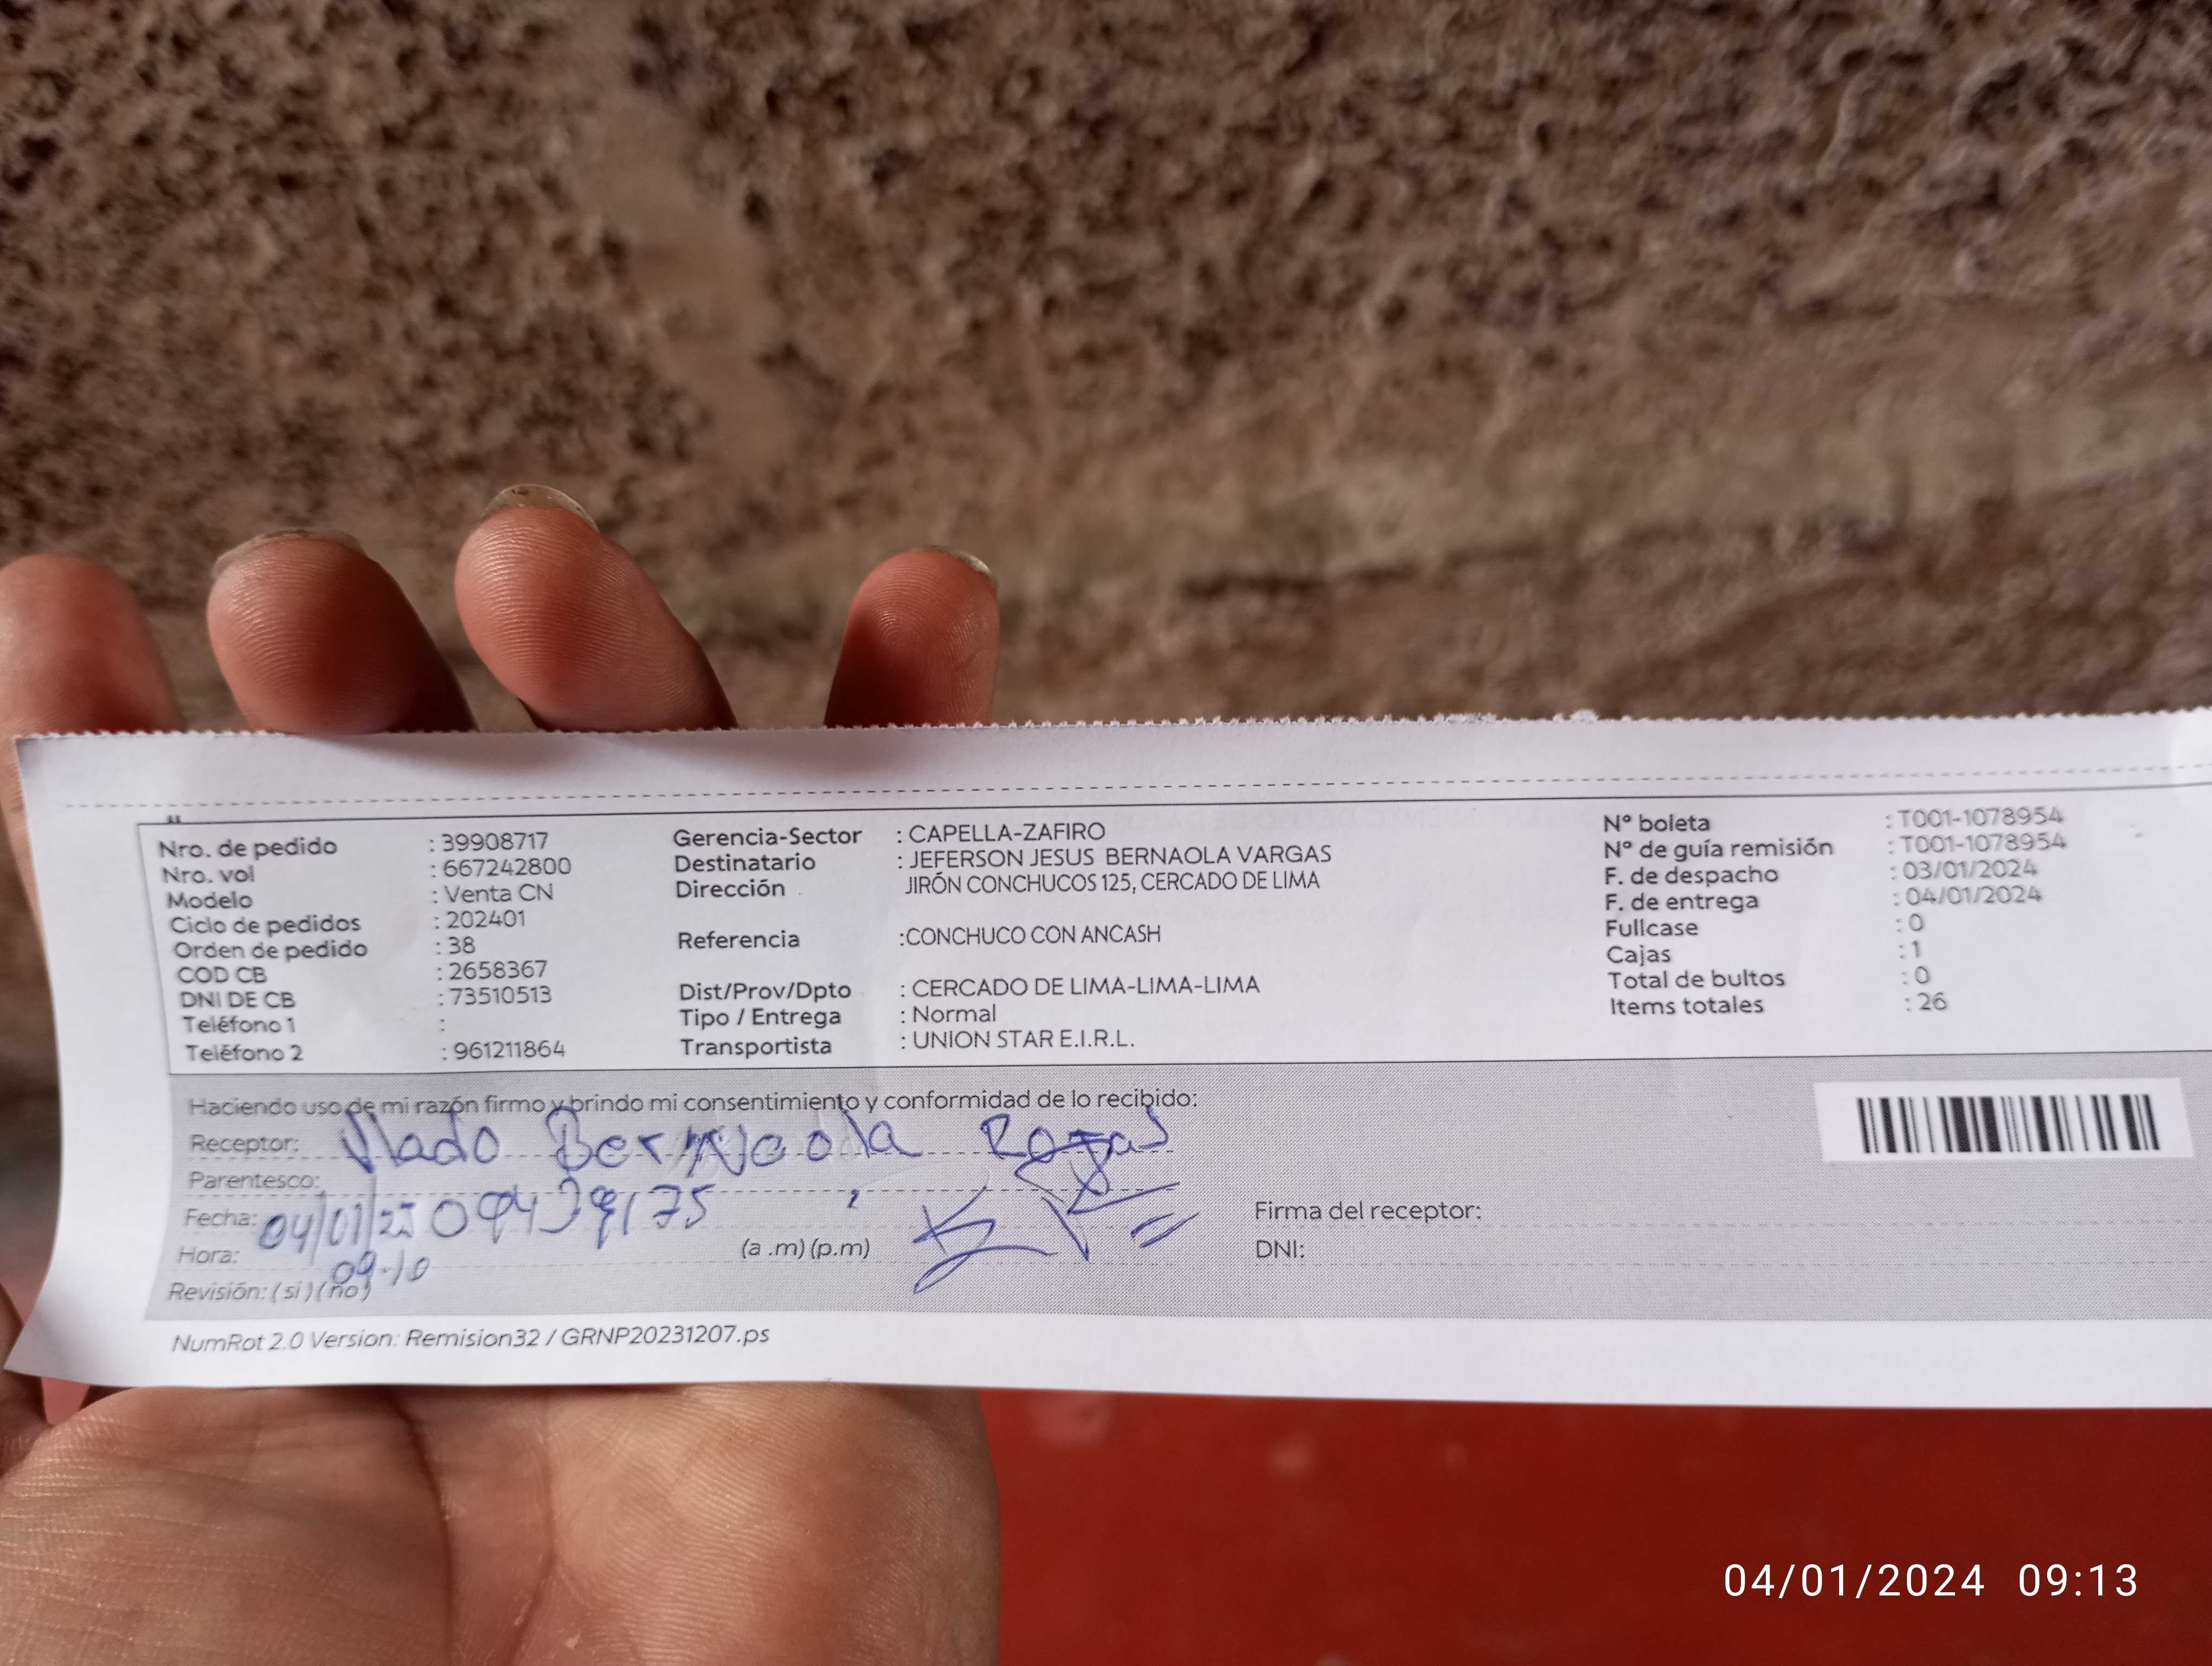 Nro. de pedido : 39908717
Nro. vol : 667242800
Modelo : Venta CN
Ciclo de pedidos : 202401
Orden de pedido : 38
COD CB : 2658367
DNI DE CB : 73510513
Teléfono 1 :
Teléfono 2 : 961211864
Gerencia-Sector : CAPELLA-ZAFIRO
Destinatario : JEFERSON JESUS BERNAOLA VARGAS
Dirección JIRÓN CONCHUCOS 125, CERCADO DE LIMA
Referencia :CONCHUCO CON ANCASH
Dist/Prov/Dpto : CERCADO DE LIMA-LIMA-LIMA
Tipo / Entrega : Normal
Transportista : UNION STAR E.I.R.L.
N° boleta : T001-1078954
N° de guía remisión : T001-1078954
F. de despacho : 03/01/2024
F. de entrega : 04/01/2024
Fullcase : 0
Cajas : 1
Total de bultos : 0
Items totales : 26
Haciendo uso de mi razón firmo y brindo mi consentimiento y conformidad de lo recibido:
Receptor: Bernaola Rojas
Parentesco:
Fecha:
Hora: 09:10 (a .m) (p.m)
Revisión: ( si ) ( no )
Firma del receptor:
DNI:
NumRot 2.0 Version: Remision32 / GRNP20231207.ps
04/01/2024 09:13